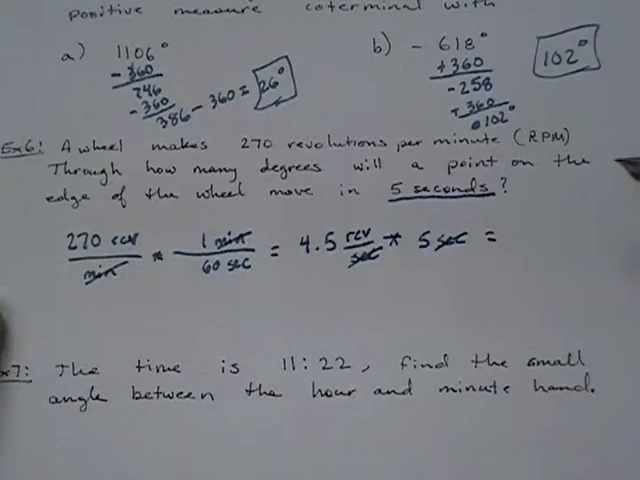 positive measure coterminal with
a) 1106°
- 360
746
- 360
386 - 360 = 26°
b) - 618°
+ 360
- 258
+ 360
102°
102°
Ex6: A wheel makes 270 revolutions per minute (RPM)
Through how many degrees will a point on the
edge of the wheel move in 5 seconds?
270 rev/min * 1 min/60 sec = 4.5 rev/sec * 5 sec =
Ex7: The time is 11:22, find the small
angle between the hour and minute hand.